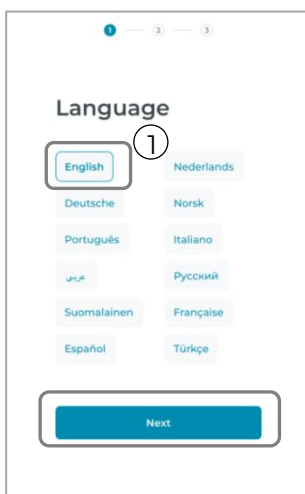 1 2 3
Language
1
English Nederlands
Deutsche Norsk
Português Italiano
عربي Русский
Suomalainen Française
Español Türkçe
Next